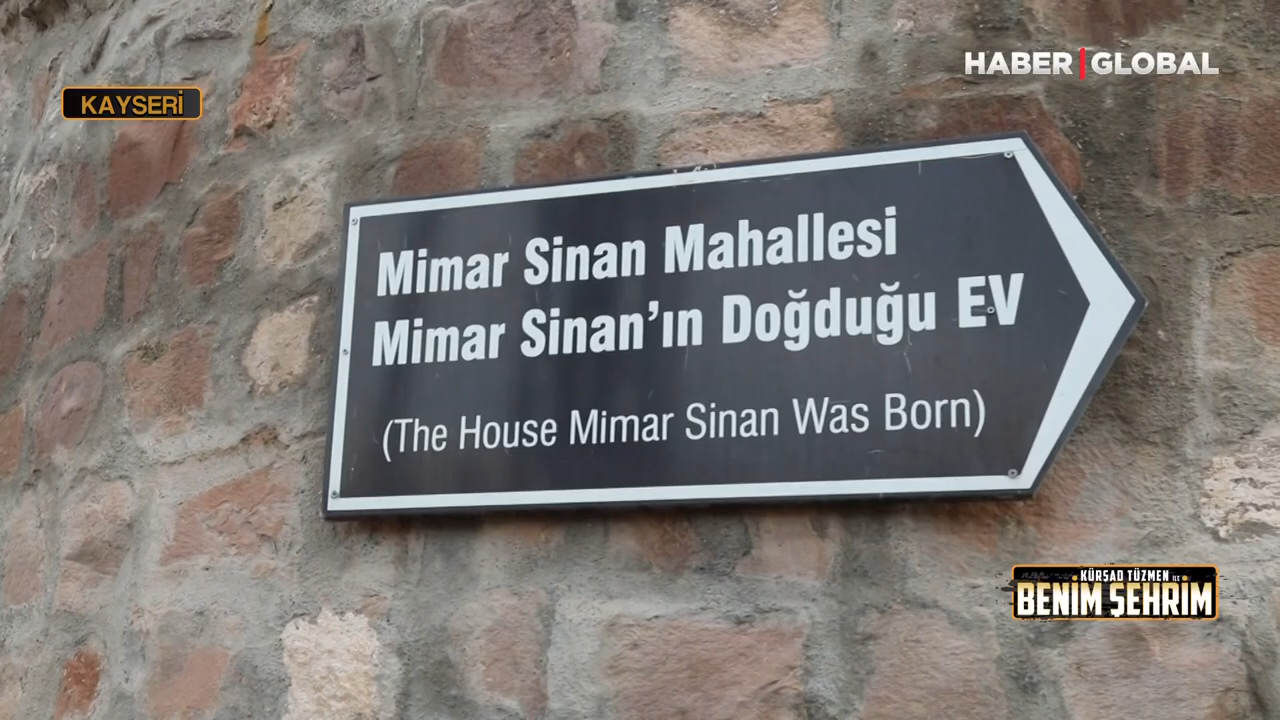 HABER GLOBAL
KAYSERİ
Mimar Sinan Mahallesi
Mimar Sinan'ın Doğduğu EV
(The House Mimar Sinan Was Born)
KÜRŞAD TÜZMEN İLE
BENİM ŞEHRİM